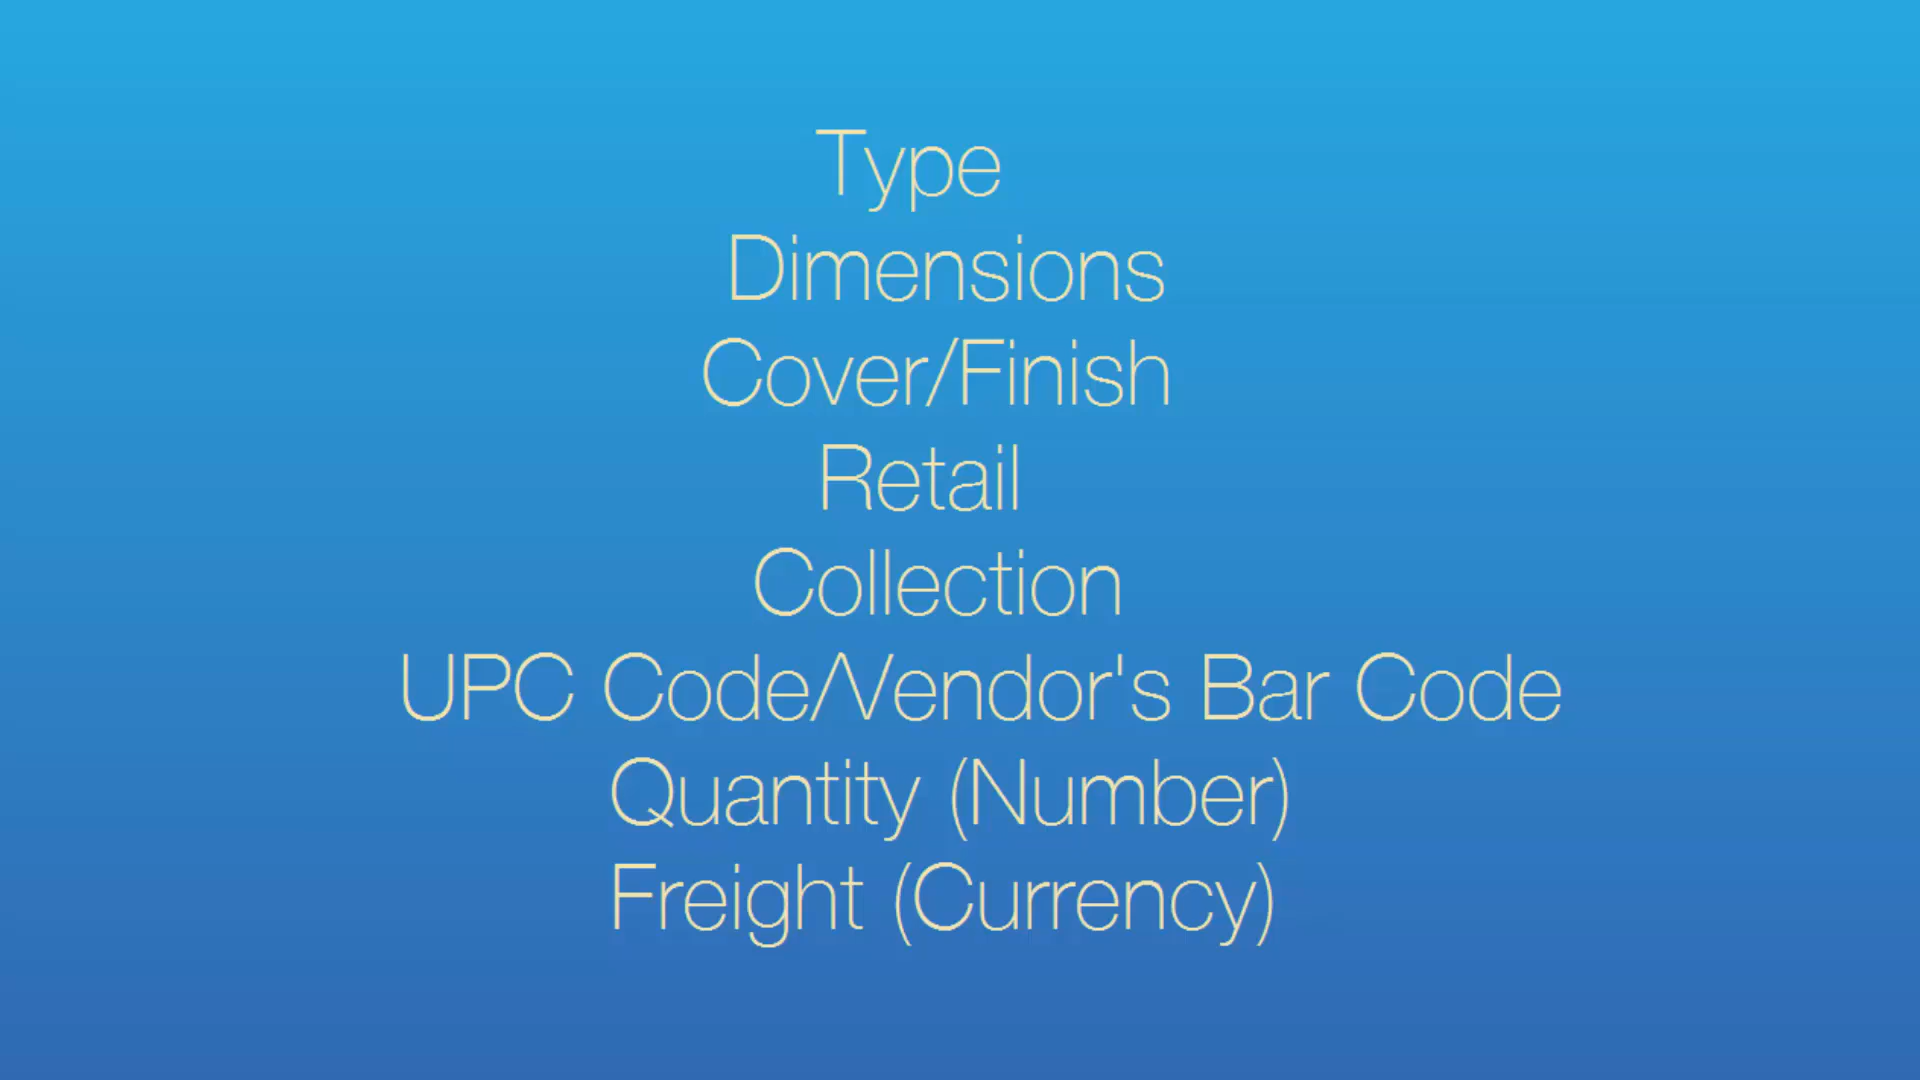 Type
Dimensions
Cover/Finish
Retail
Collection
UPC Code/Vendor's Bar Code
Quantity (Number)
Freight (Currency)